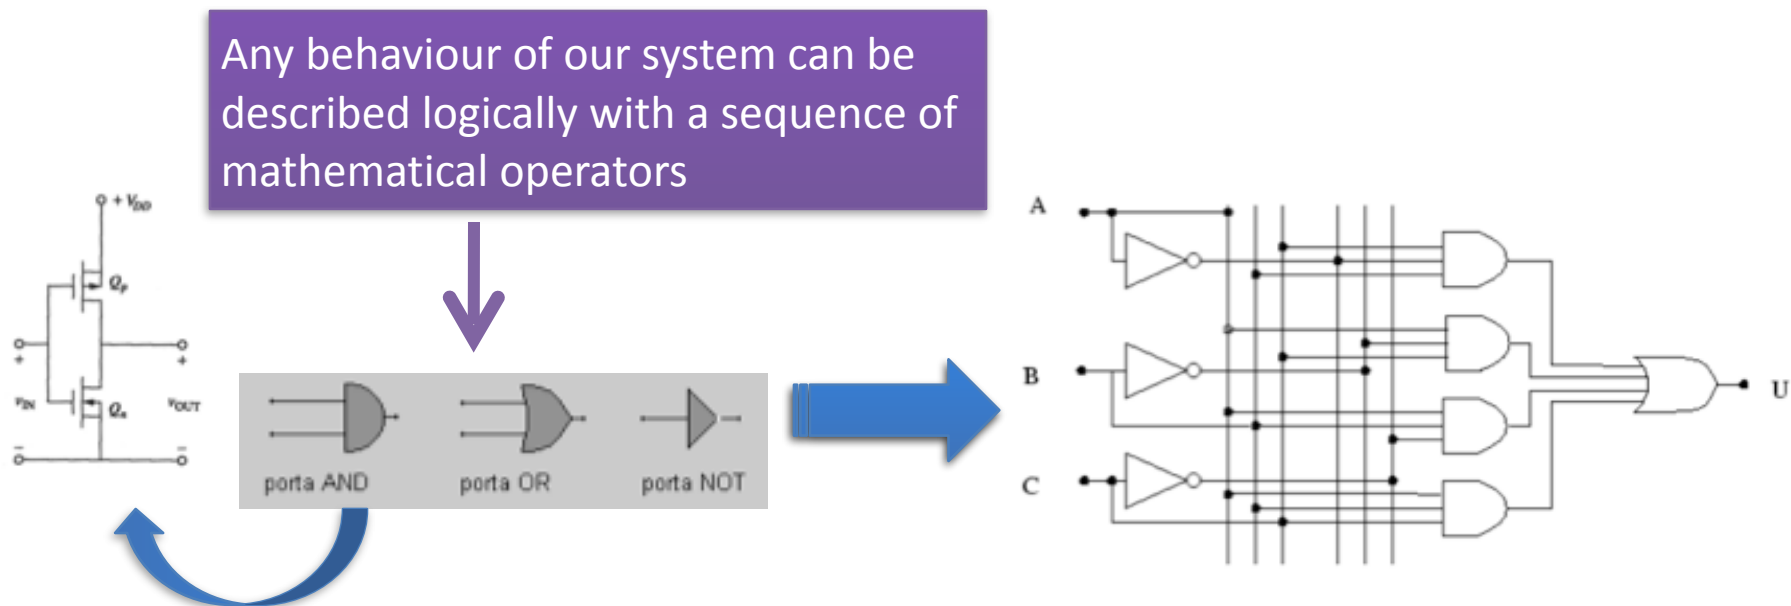 Any behaviour of our system can be
described logically with a sequence of
mathematical operators
+ V_DD
Q_p
+
+
v_IN
Q_n
v_OUT
−
−
porta AND
porta OR
porta NOT
A
B
C
U